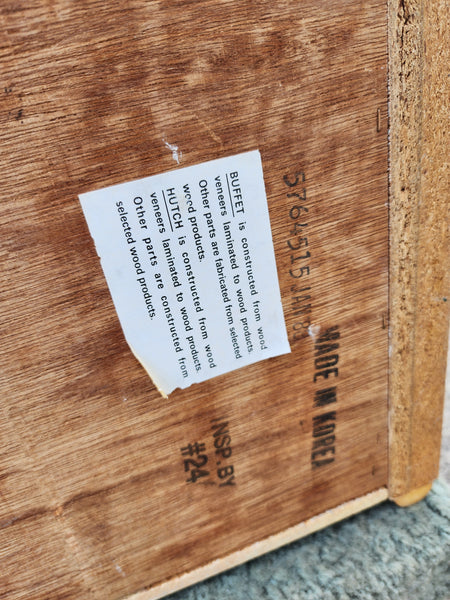 BUFFET is constructed from wood
veneers laminated to wood products.
Other parts are fabricated from selected
wood products.
HUTCH is constructed from wood
veneers laminated to wood products.
Other parts are constructed from
selected wood products.
5764515 JAN 8
MADE IN KOREA
INSP. BY
#24